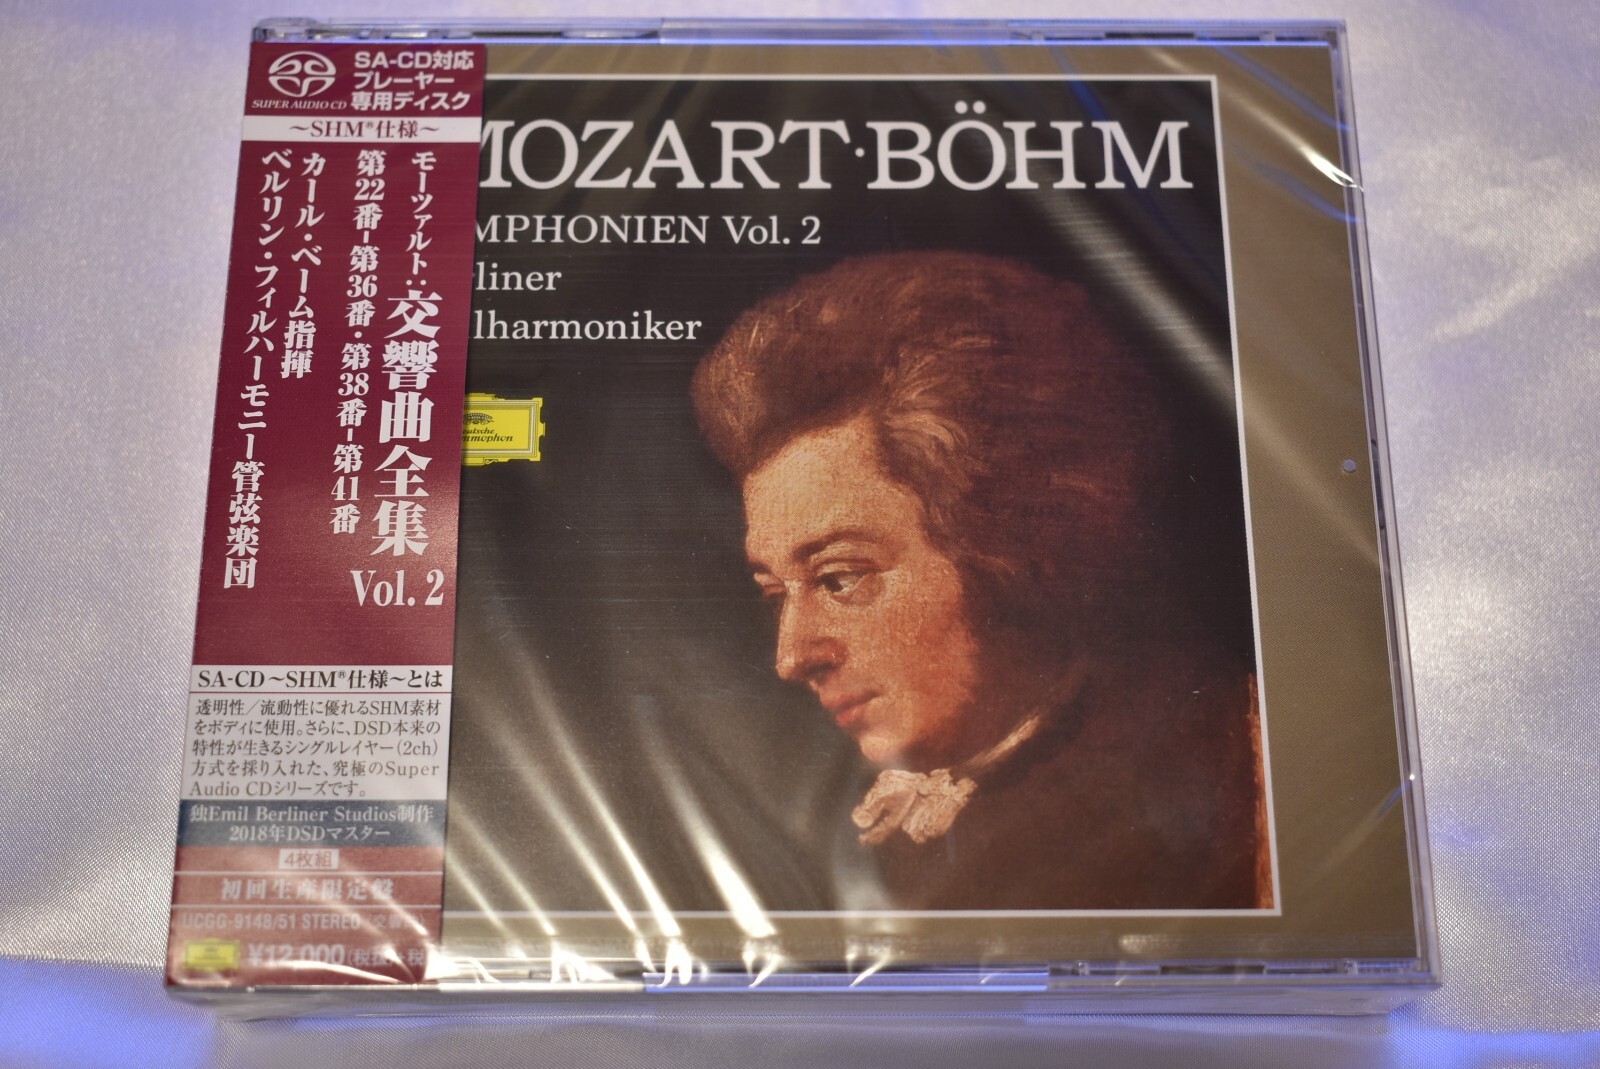 SUPER AUDIO CD
SA-CD対応
プレーヤー
専用ディスク
～SHM®仕様～
モーツァルト：交響曲全集 Vol. 2
第22番-第36番・第38番-第41番
カール・ベーム指揮
ベルリン・フィルハーモニー管弦楽団
SA-CD～SHM®仕様～とは
透明性／流動性に優れるSHM素材
をボディに使用。さらに、DSD本来の
特性が生きるシングルレイヤー(2ch)
方式を採り入れた、究極のSuper
Audio CDシリーズです。
独Emil Berliner Studios制作
2018年DSDマスター
4枚組
初回生産限定盤
UCGG-9148/51 STEREO
¥12,000(税抜)+税
MOZART·BÖHM
MPHONIEN Vol. 2
liner
lharmoniker